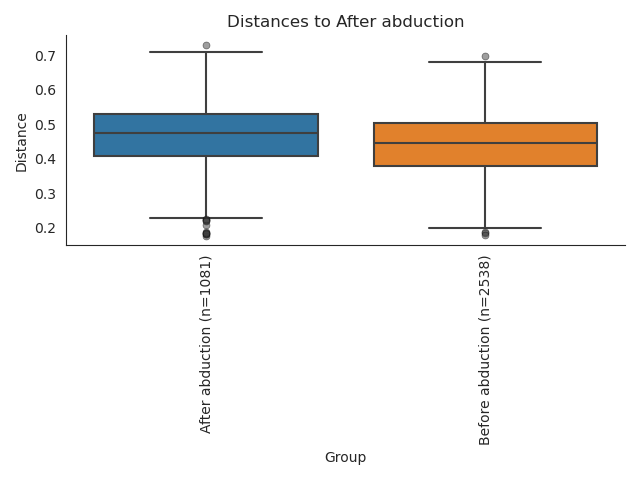 Distances to After abduction
Distance
0.7
0.6
0.5
0.4
0.3
0.2
After abduction (n=1081)
Before abduction (n=2538)
Group